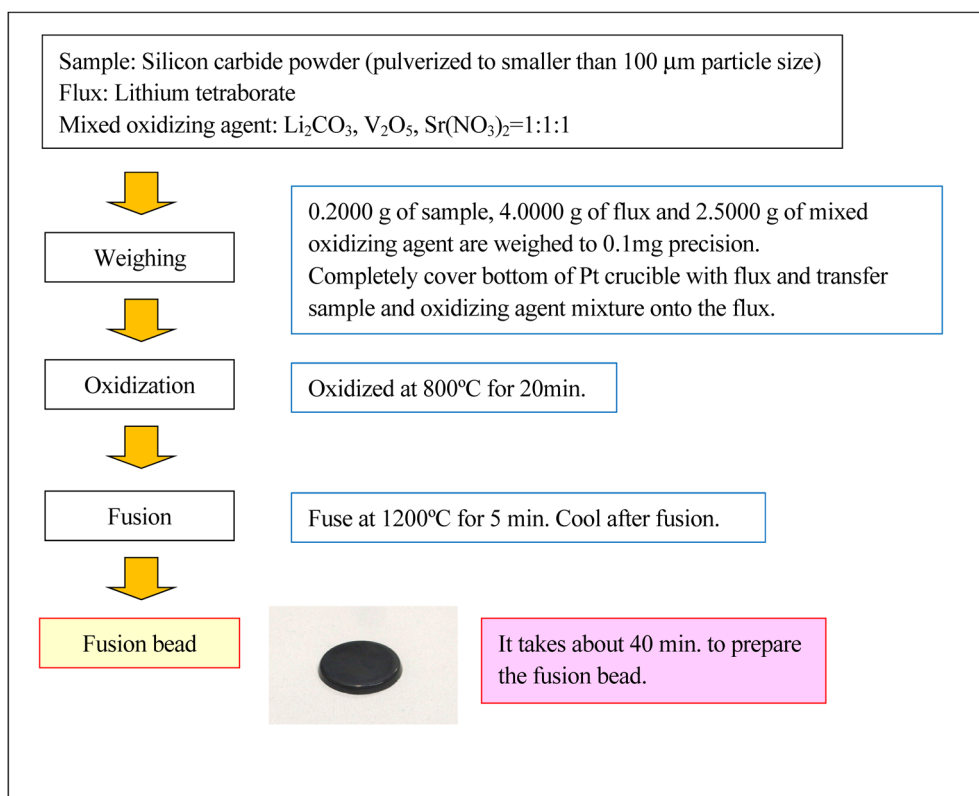 Sample: Silicon carbide powder (pulverized to smaller than 100 μm particle size)
Flux: Lithium tetraborate
Mixed oxidizing agent: Li₂CO₃, V₂O₅, Sr(NO₃)₂=1:1:1
Weighing
0.2000 g of sample, 4.0000 g of flux and 2.5000 g of mixed
oxidizing agent are weighed to 0.1mg precision.
Completely cover bottom of Pt crucible with flux and transfer
sample and oxidizing agent mixture onto the flux.
Oxidization
Oxidized at 800ºC for 20min.
Fusion
Fuse at 1200ºC for 5 min. Cool after fusion.
Fusion bead
It takes about 40 min. to prepare
the fusion bead.